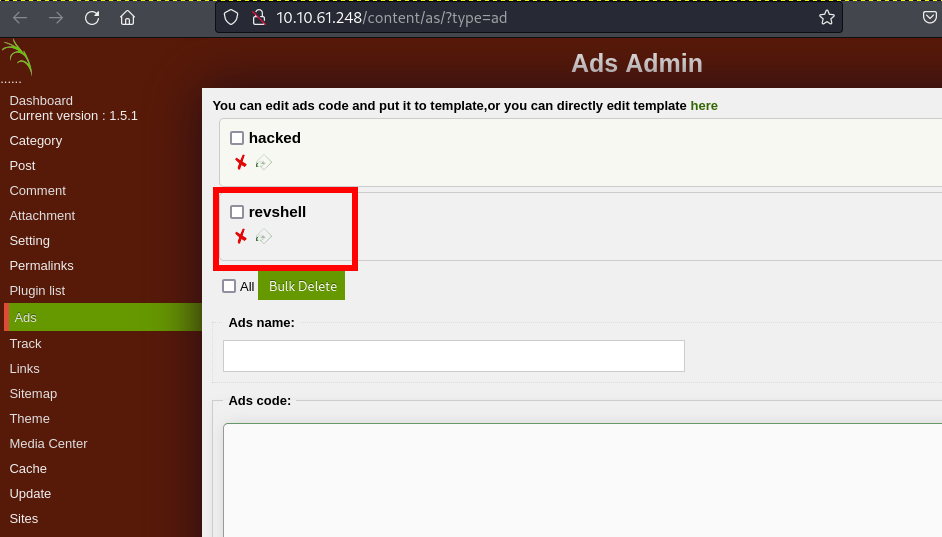 10.10.61.248/content/as/?type=ad
......
Ads Admin
Dashboard
Current version : 1.5.1
Category
Post
Comment
Attachment
Setting
Permalinks
Plugin list
Ads
Track
Links
Sitemap
Theme
Media Center
Cache
Update
Sites
You can edit ads code and put it to template,or you can directly edit template here
hacked
revshell
All Bulk Delete
Ads name:
Ads code: